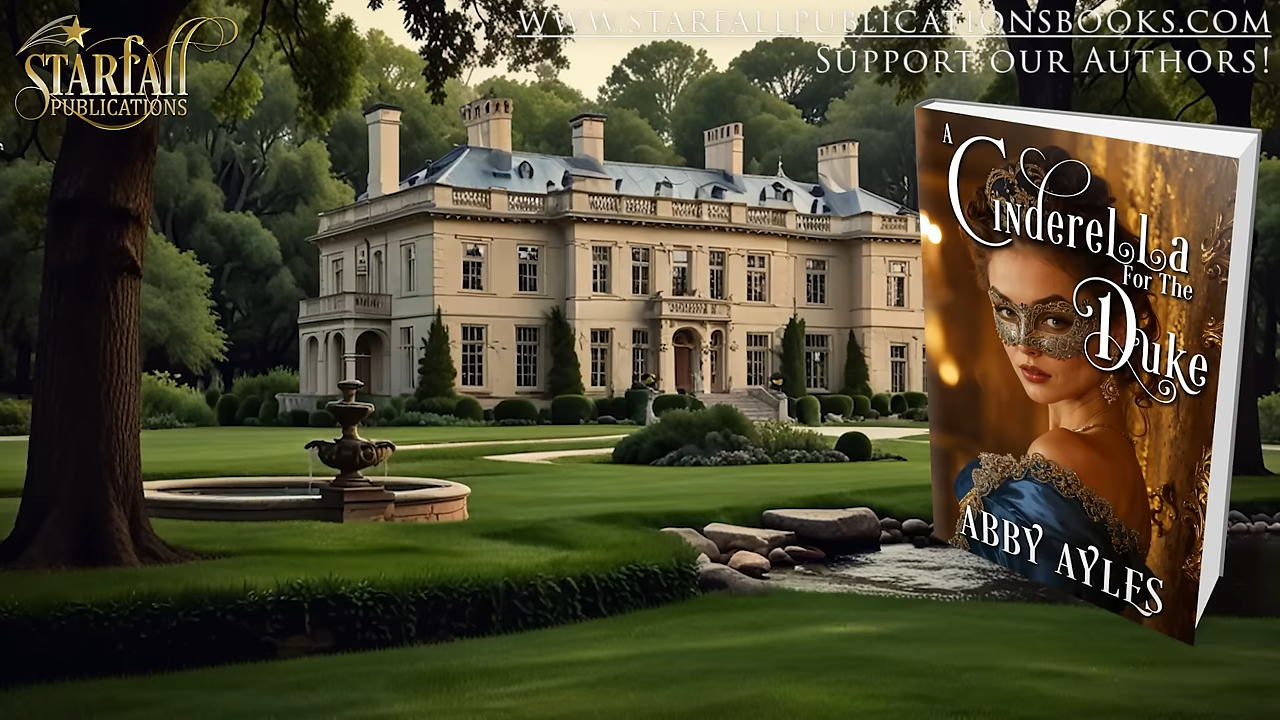 STARfall
PUBLICATIONS
www.starfallpublicationsbooks.com
Support our Authors!
A
Cinderella
For The
Duke
ABBY AYLES